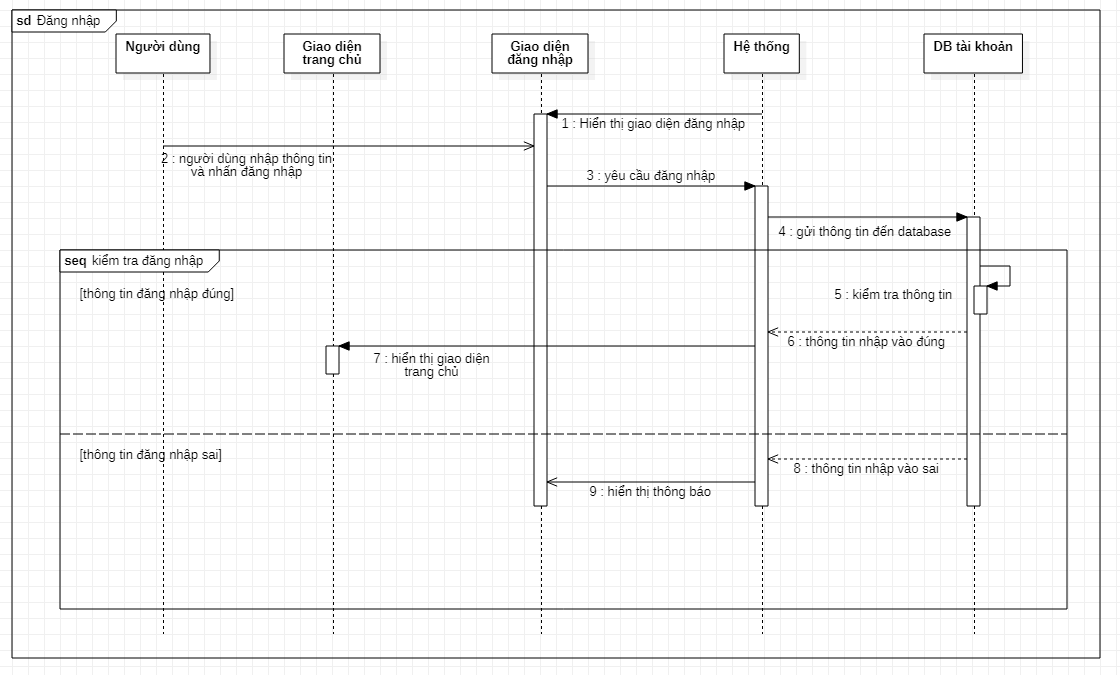 sd Đăng nhập
Người dùng
Giao diện
trang chủ
Giao diện
đăng nhập
Hệ thống
DB tài khoản
1 : Hiển thị giao diện đăng nhập
2 : người dùng nhập thông tin
và nhấn đăng nhập
3 : yêu cầu đăng nhập
4 : gửi thông tin đến database
seq kiểm tra đăng nhập
[thông tin đăng nhập đúng]
5 : kiểm tra thông tin
6 : thông tin nhập vào đúng
7 : hiển thị giao diện
trang chủ
[thông tin đăng nhập sai]
8 : thông tin nhập vào sai
9 : hiển thị thông báo